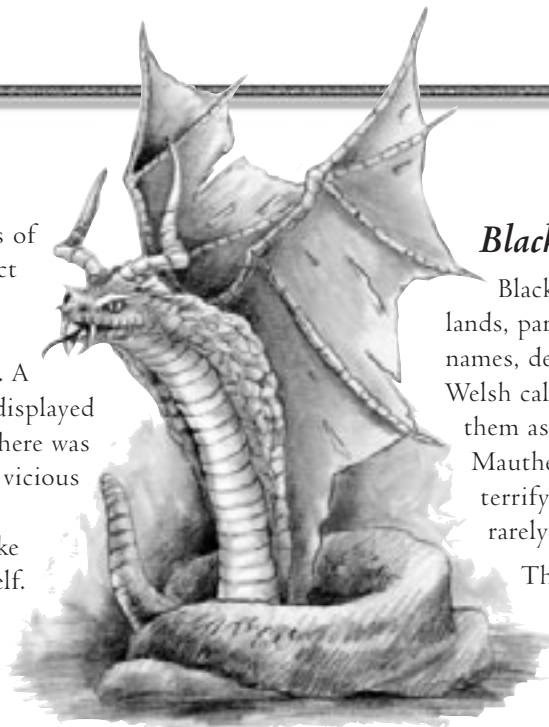 s of
ct
. A
displayed
here was
vicious
ke
elf.
Black
Black
lands, par
names, de
Welsh cal
them as
Mauthe
terrify
rarely
Th